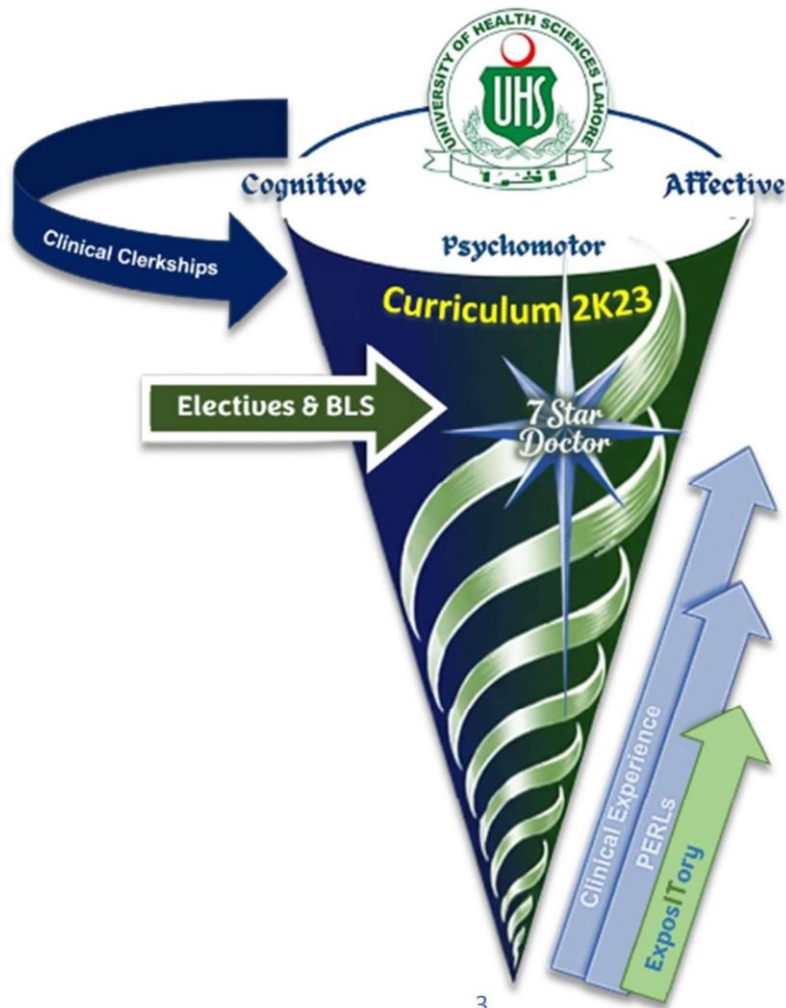 UNIVERSITY OF HEALTH SCIENCES LAHORE
UHS
Cognitive
Affective
Psychomotor
Clinical Clerkships
Curriculum 2K23
Electives & BLS
7 Star
Doctor
Clinical Experience
PERLs
ExposITory
3